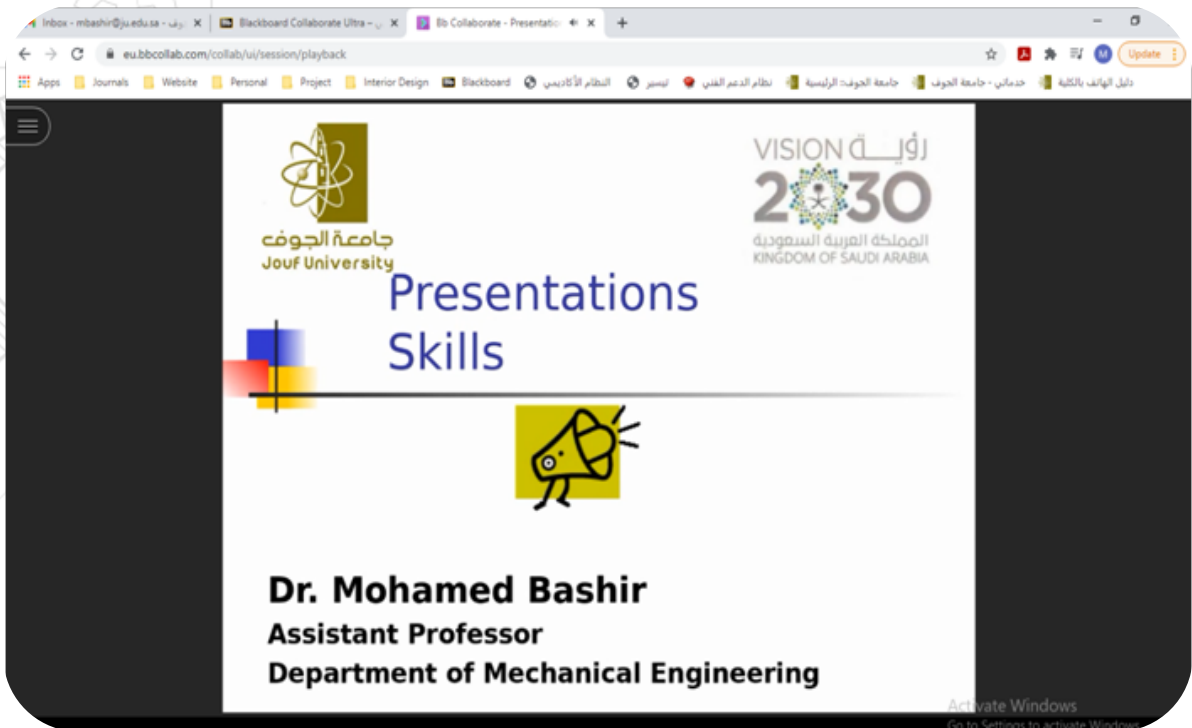 Inbox - mbashir@ju.edu.sa -
Blackboard Collaborate Ultra –
Bb Collaborate - Presentatio
eu.bbcollab.com/collab/ui/session/playback
M
Update
Apps Journals Website Personal Project Interior Design Blackboard النظام الأكاديمي تيسير نظام الدعم الفني جامعة الجوف: الرئيسية خدماتي - جامعة الجوف دليل الهاتف بالكلية
جامعة الجوف
Jouf University
VISION رؤيــة
2030
المملكة العربية السعودية
KINGDOM OF SAUDI ARABIA
Presentations
Skills
Dr. Mohamed Bashir
Assistant Professor
Department of Mechanical Engineering
Activate Windows
Go to Settings to activate Windows